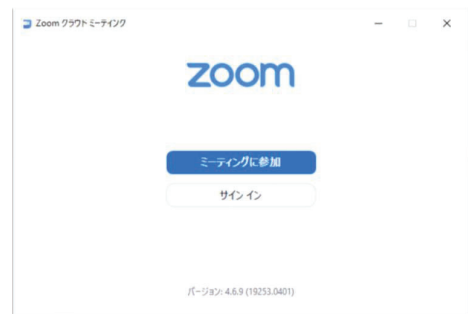 Zoom クラウド ミーティング
zoom
ミーティングに参加
サイン イン
バージョン: 4.6.9 (19253.0401)